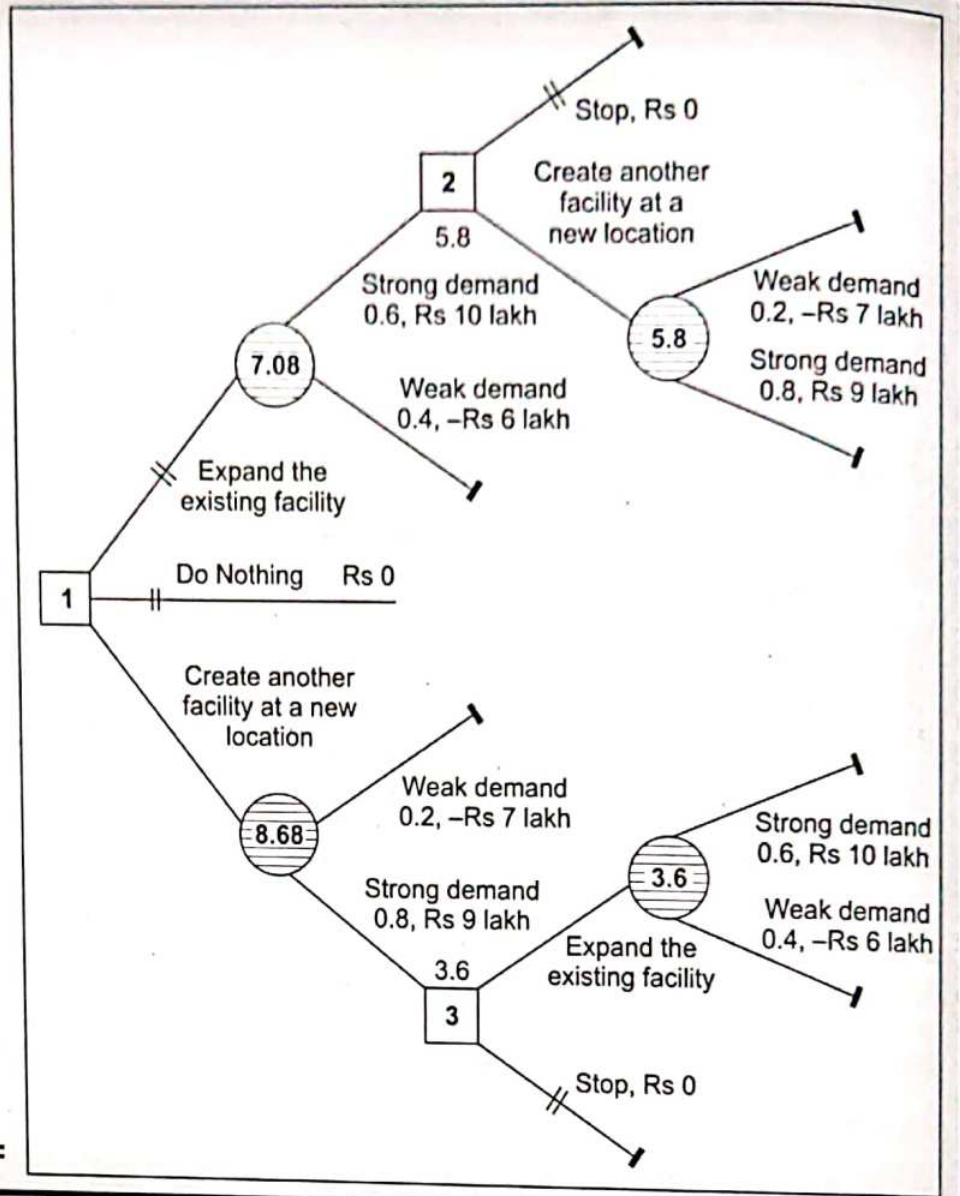 Stop, Rs 0
2
Create another
facility at a
new location
5.8
Strong demand
0.6, Rs 10 lakh
Weak demand
0.2, –Rs 7 lakh
5.8
Strong demand
0.8, Rs 9 lakh
7.08
Weak demand
0.4, –Rs 6 lakh
Expand the
existing facility
Do Nothing Rs 0
1
Create another
facility at a new
location
Weak demand
0.2, –Rs 7 lakh
8.68
Strong demand
0.8, Rs 9 lakh
Strong demand
0.6, Rs 10 lakh
3.6
Weak demand
0.4, –Rs 6 lakh
Expand the
existing facility
3.6
3
Stop, Rs 0